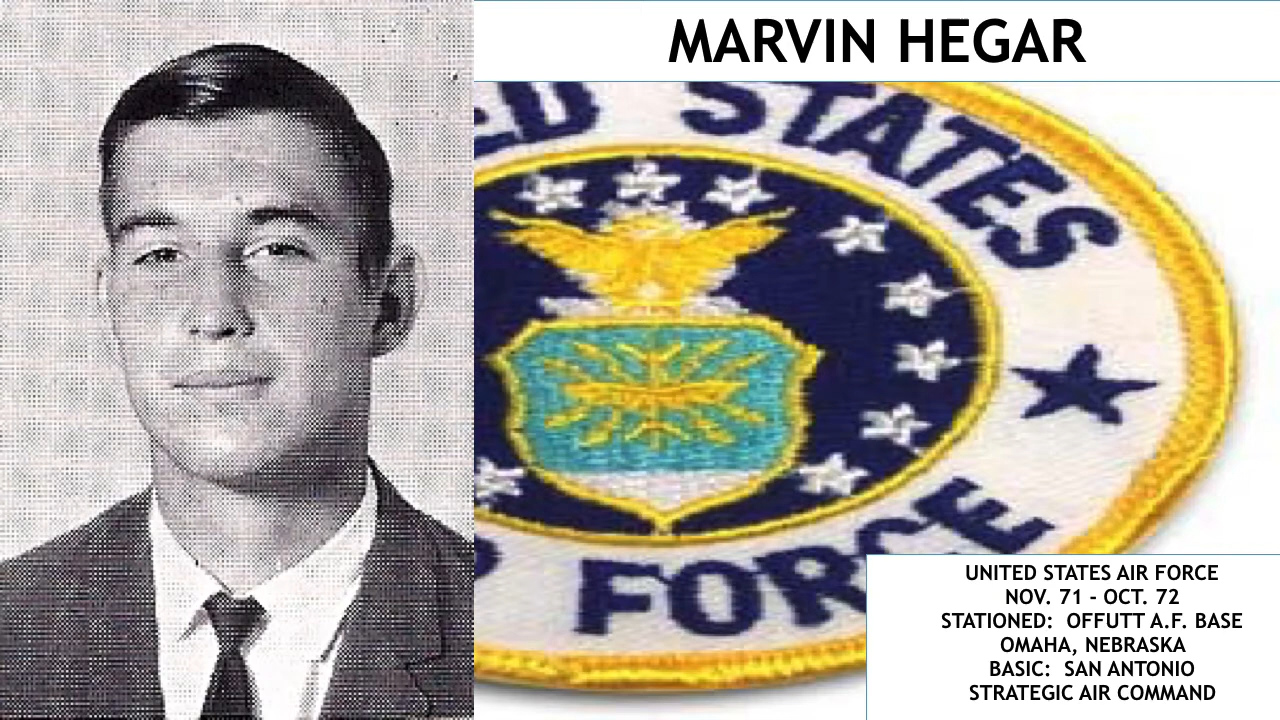 MARVIN HEGAR
ED STATES
FORCE
UNITED STATES AIR FORCE
NOV. 71 - OCT. 72
STATIONED:  OFFUTT A.F. BASE
OMAHA, NEBRASKA
BASIC:  SAN ANTONIO
STRATEGIC AIR COMMAND